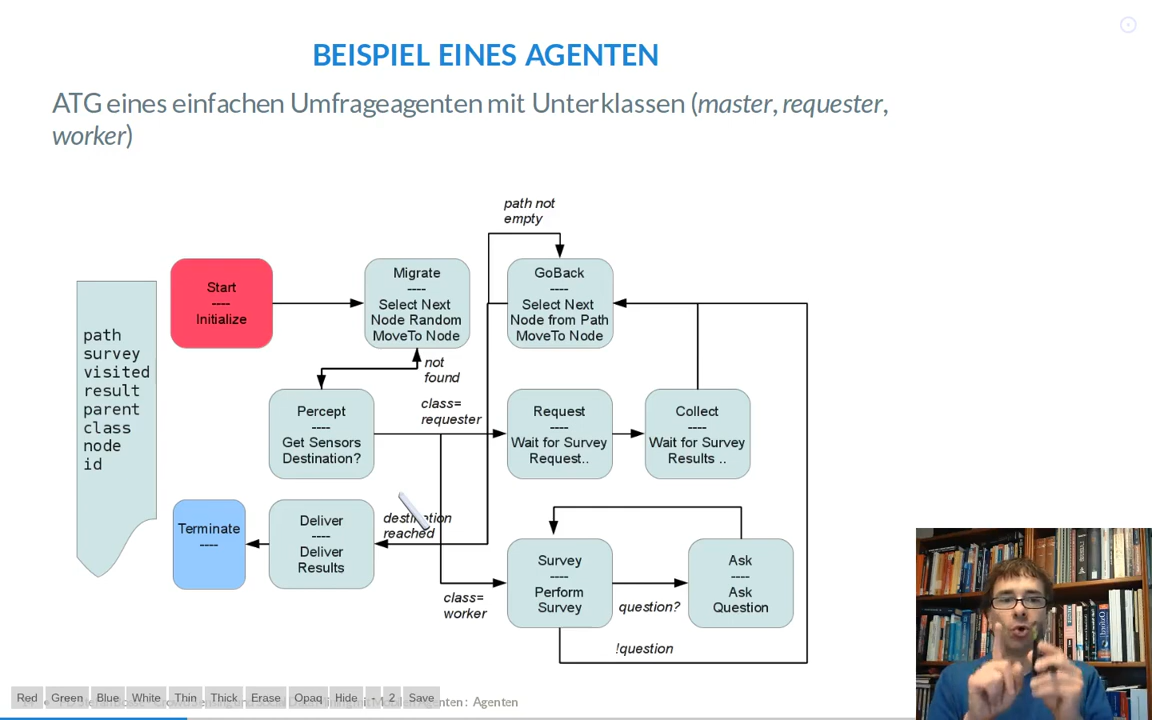 BEISPIEL EINES AGENTEN
ATG eines einfachen Umfrageagenten mit Unterklassen (master, requester,
worker)
path not
empty
Start
----
Initialize
Migrate
----
Select Next
Node Random
MoveTo Node
GoBack
----
Select Next
Node from Path
MoveTo Node
path
survey
visited
result
parent
class
node
id
not
found
class=
requester
Percept
----
Get Sensors
Destination?
Request
----
Wait for Survey
Request..
Collect
----
Wait for Survey
Results ..
Terminate
----
Deliver
----
Deliver
Results
destination
reached
Survey
----
Perform
Survey
Ask
----
Ask
Question
class=
worker
question?
!question
Red Green Blue White Thin Thick Erase Opaq Hide - 2 Save
: Agenten